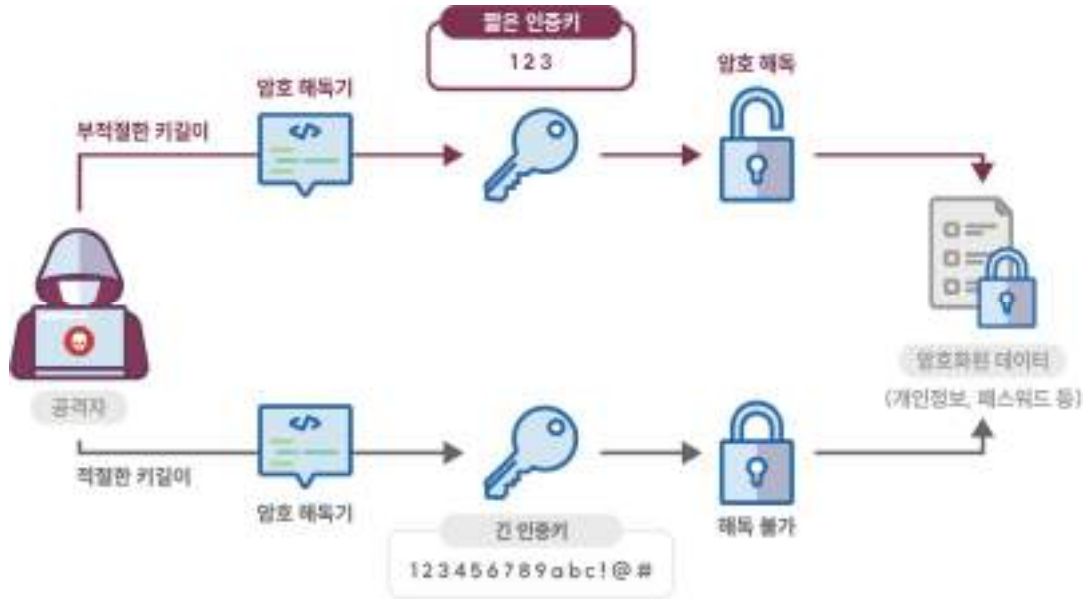 짧은 인증키
123
암호 해독
암호 해독기
부적절한 키길이
공격자
암호화된 데이터
(개인정보, 패스워드 등)
적절한 키길이
암호 해독기
긴 인증키
해독 불가
123456789abc!@#